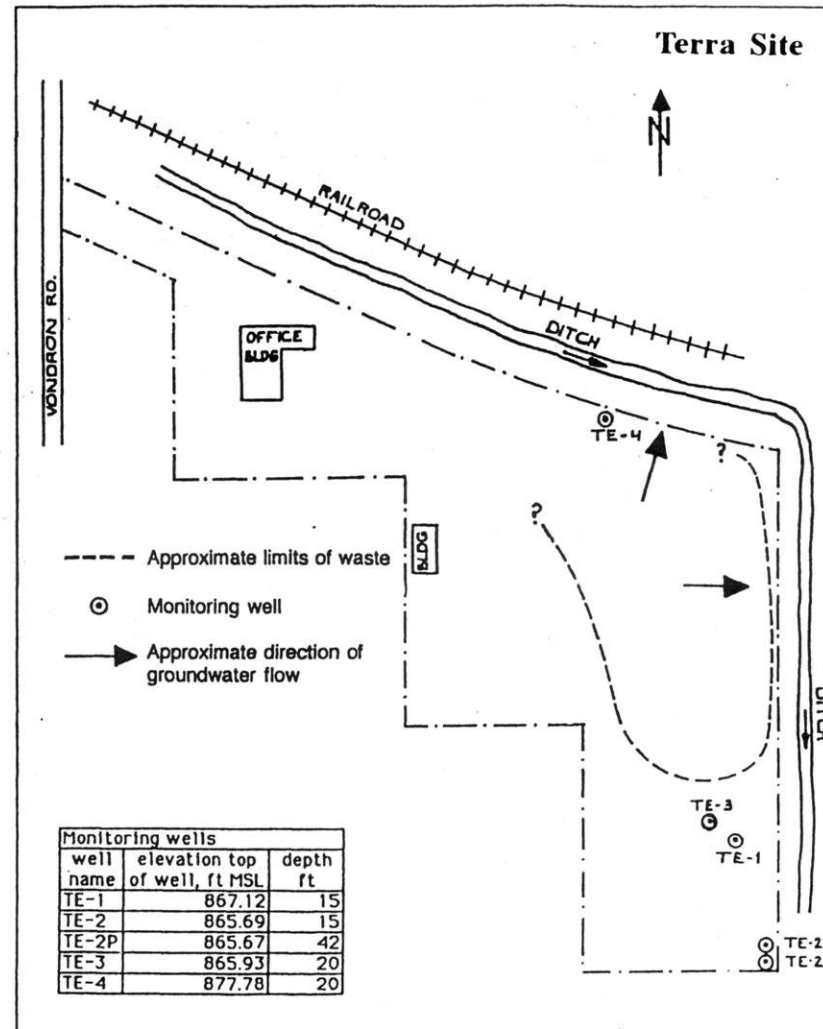 Terra Site
N
RAILROAD
VONDRON RD.
DITCH
OFFICE
BLDG
TE-4
?
?
BLDG
Approximate limits of waste
Monitoring well
Approximate direction of
groundwater flow
DITCH
TE-3
TE-1
TE-2
TE-2
Monitoring wells
well name elevation top of well, ft MSL depth ft
TE-1 867.12 15
TE-2 865.69 15
TE-2P 865.67 42
TE-3 865.93 20
TE-4 877.78 20